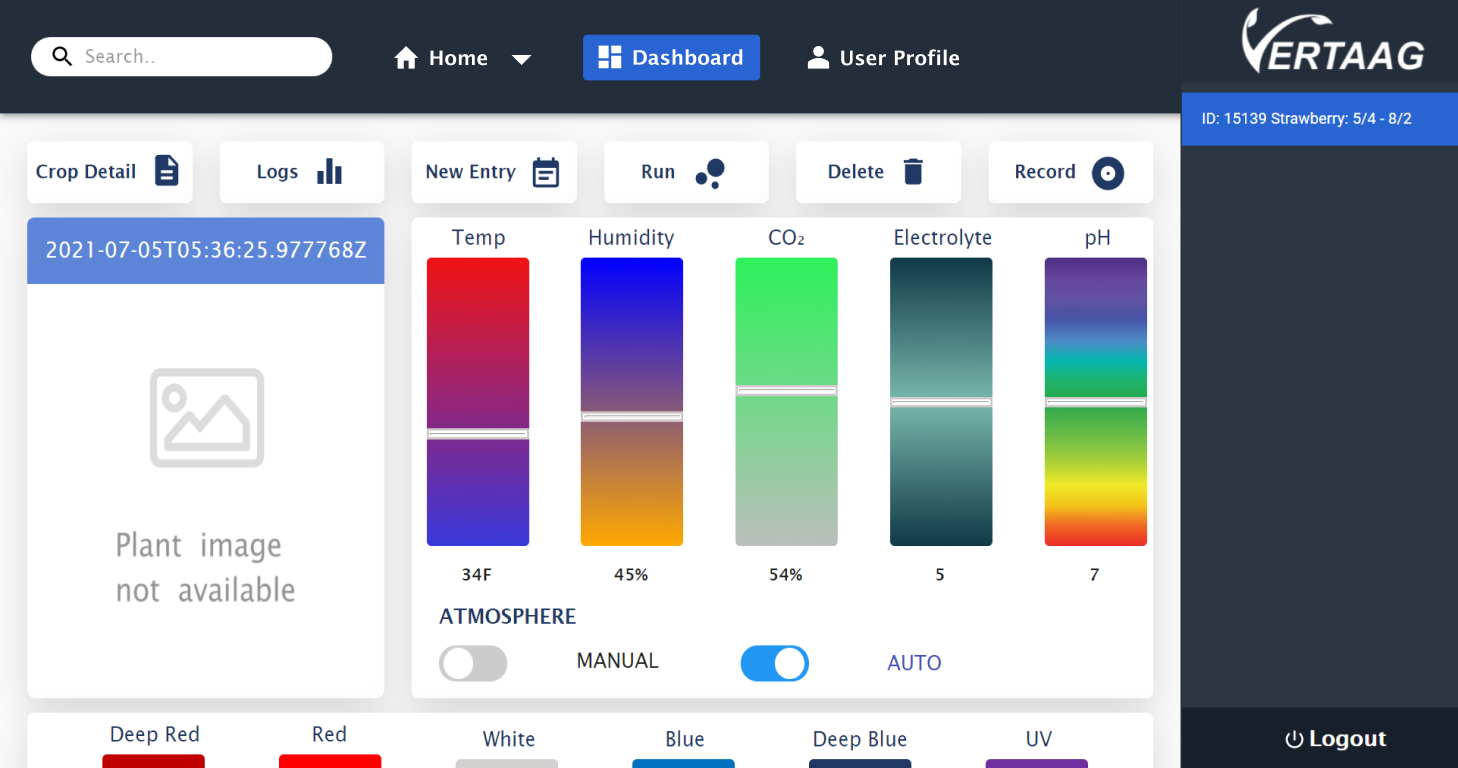 Search..
Home
Dashboard
User Profile
VERTAAG
ID: 15139 Strawberry: 5/4 - 8/2
Crop Detail
Logs
New Entry
Run
Delete
Record
2021-07-05T05:36:25.977768Z
Plant image
not available
Temp
Humidity
CO₂
Electrolyte
pH
34F
45%
54%
5
7
ATMOSPHERE
MANUAL
AUTO
Deep Red
Red
White
Blue
Deep Blue
UV
Logout